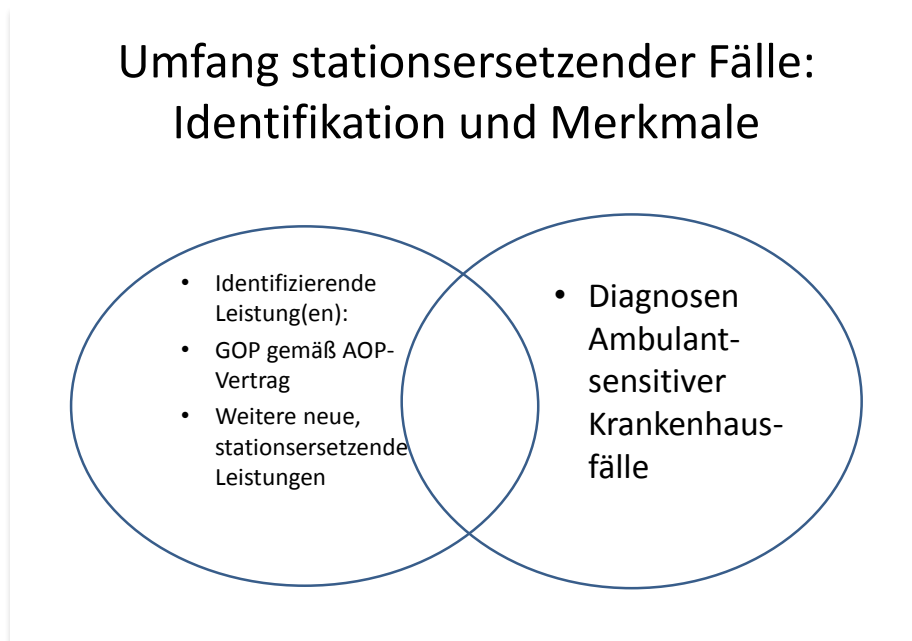 Umfang stationsersetzender Fälle:
Identifikation und Merkmale
• Identifizierende
Leistung(en):
• GOP gemäß AOP-
Vertrag
• Weitere neue,
stationsersetzende
Leistungen
• Diagnosen
Ambulant-
sensitiver
Krankenhaus-
fälle